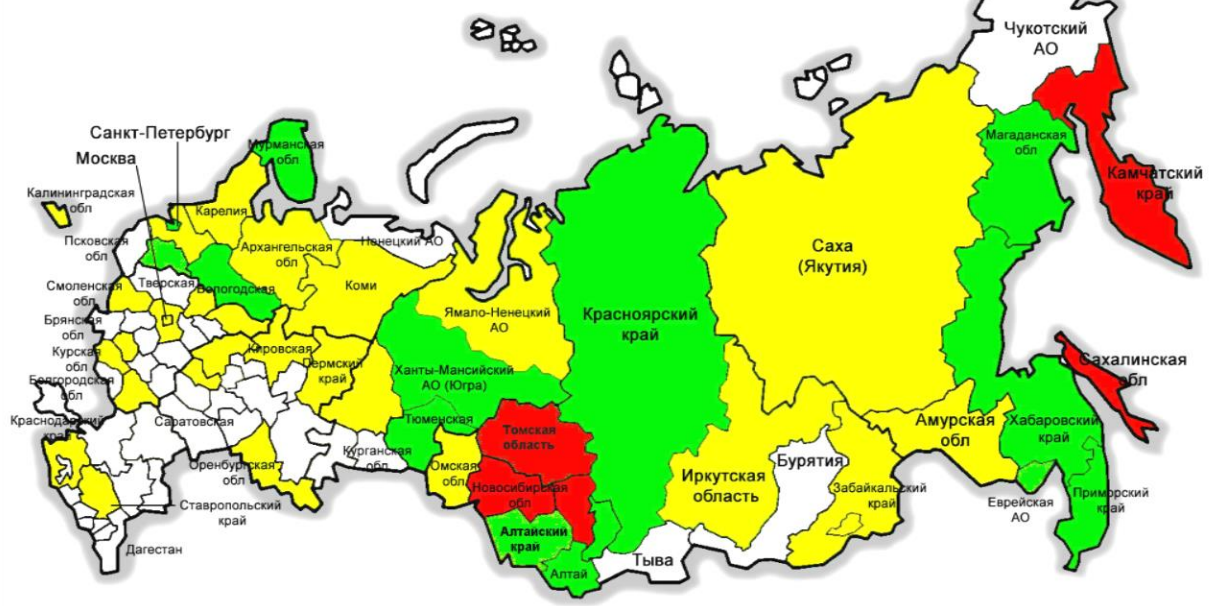 Чукотский
АО
Санкт-Петербург
Москва
Мурманская
обл
Магаданская
обл
Камчатский
край
Калининградская
обл
Карелия
Псковская
обл
Архангельская
обл
Ненецкий АО
Саха
(Якутия)
Смоленская
обл
Тверская
Вологодская
Коми
Ямало-Ненецкий
АО
Красноярский
край
Брянская
обл
Курская
обл
Кировская
Пермский
край
Ханты-Мансийский
АО (Югра)
Сахалинская
обл
Белгородская
обл
Краснодарский
край
Саратовская
Тюменская
Томская
область
Амурская
обл
Хабаровский
край
Оренбургская
обл
Курганская
обл
Омская
обл
Новосибирская
обл
Иркутская
область
Бурятия
Забайкальский
край
Еврейская
АО
Приморский
край
Ставропольский
край
Алтайский
край
Дагестан
Алтай
Тыва